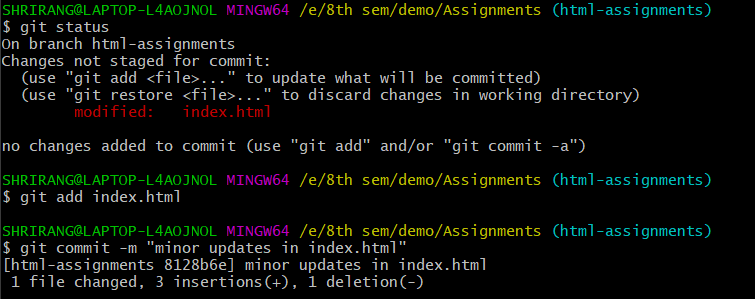 SHRIRANG@LAPTOP-L4AOJNOL MINGW64 /e/8th sem/demo/Assignments (html-assignments)
$ git status
On branch html-assignments
Changes not staged for commit:
  (use "git add <file>..." to update what will be committed)
  (use "git restore <file>..." to discard changes in working directory)
        modified:   index.html
no changes added to commit (use "git add" and/or "git commit -a")
SHRIRANG@LAPTOP-L4AOJNOL MINGW64 /e/8th sem/demo/Assignments (html-assignments)
$ git add index.html
SHRIRANG@LAPTOP-L4AOJNOL MINGW64 /e/8th sem/demo/Assignments (html-assignments)
$ git commit -m "minor updates in index.html"
[html-assignments 8128b6e] minor updates in index.html
 1 file changed, 3 insertions(+), 1 deletion(-)